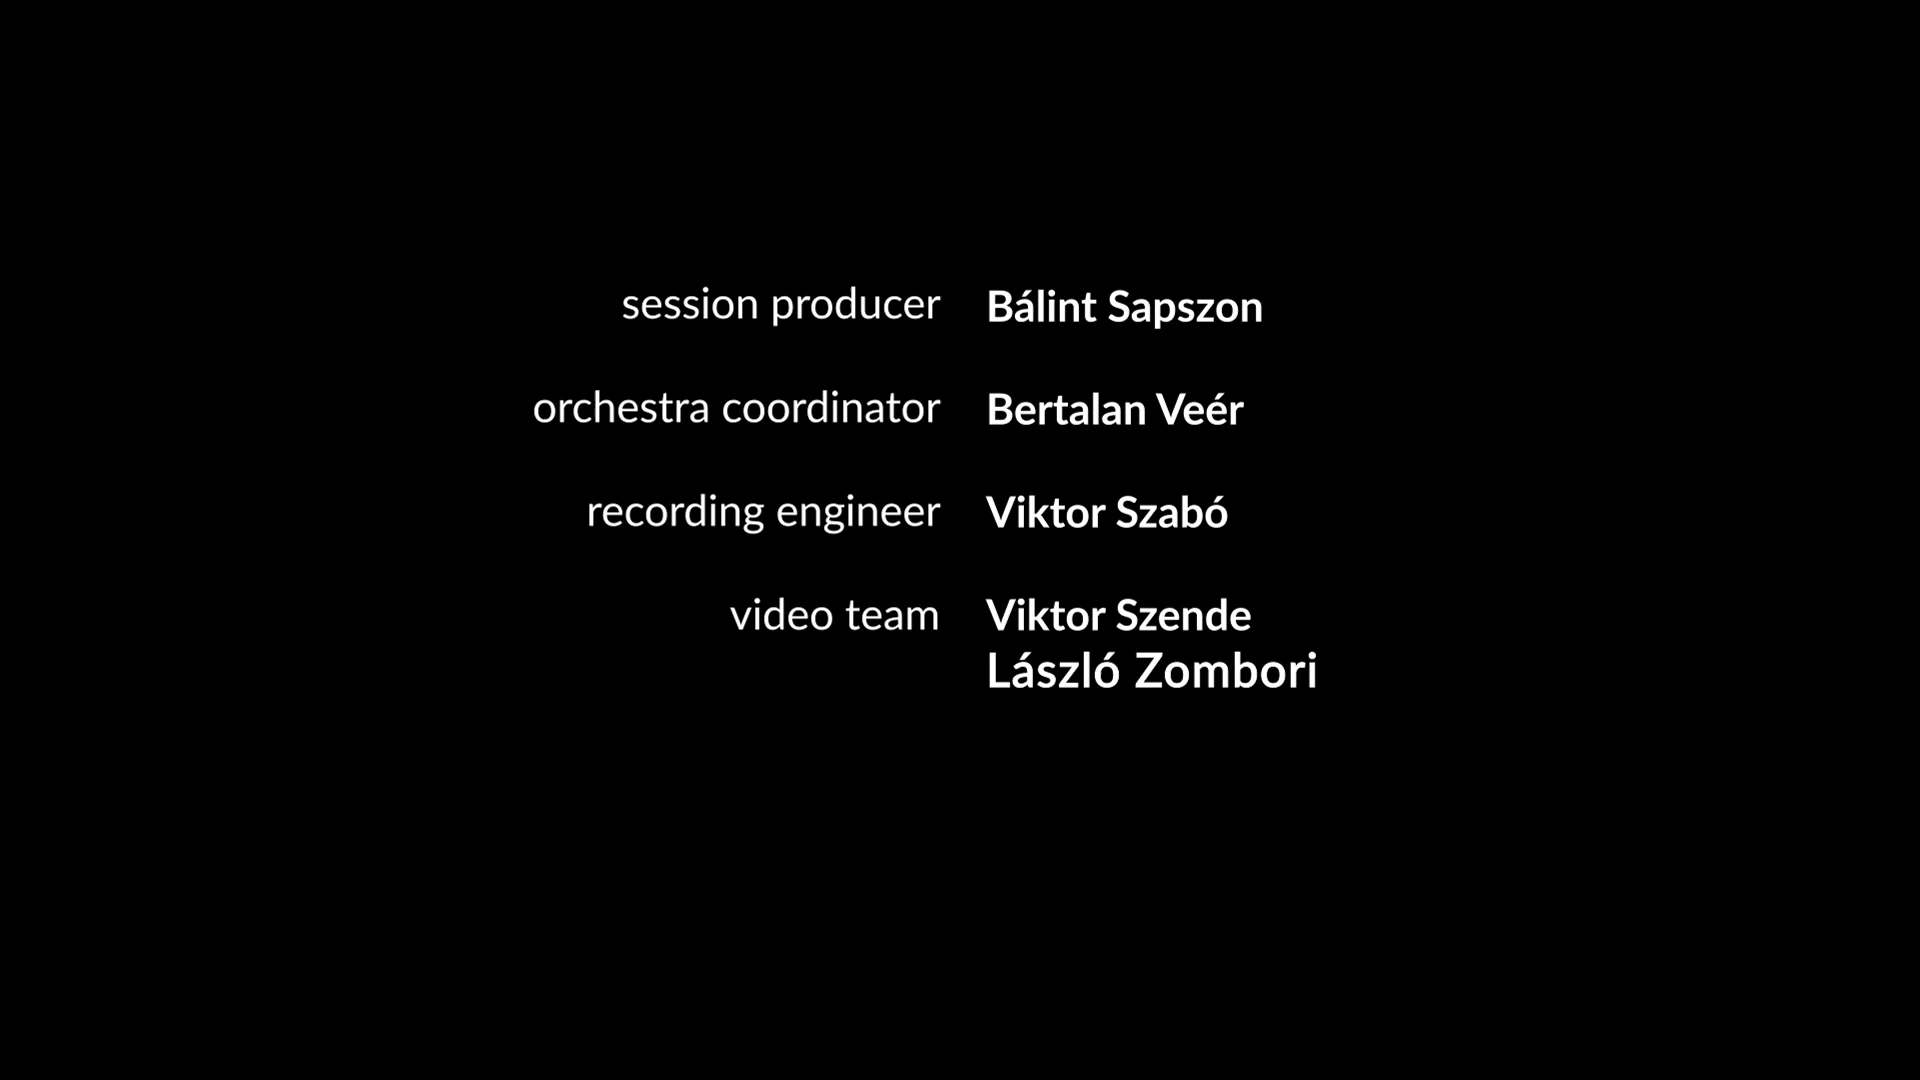 session producer Bálint Sapszon
orchestra coordinator Bertalan Veér
recording engineer Viktor Szabó
video team Viktor Szende
László Zombori